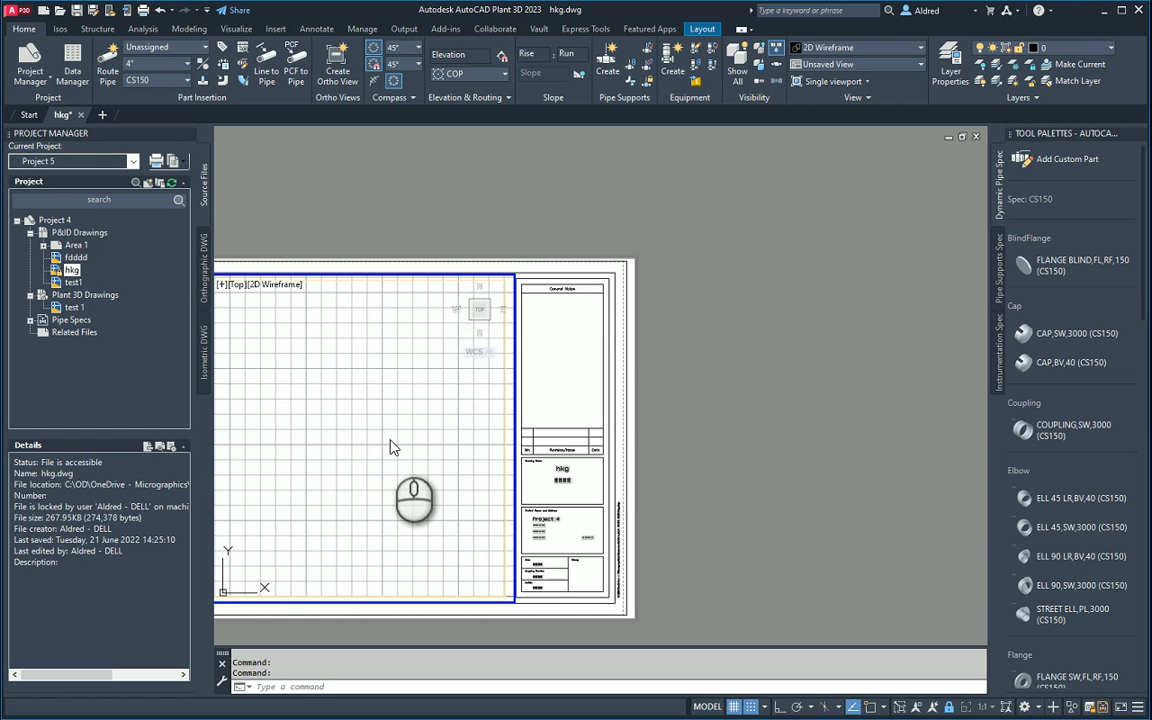 A P3D
Share
Autodesk AutoCAD Plant 3D 2023 hkg.dwg
Type a keyword or phrase
Aldred
Home Isos Structure Analysis Modeling Visualize Insert Annotate Manage Output Add-ins Collaborate Vault Express Tools Featured Apps Layout
Project Manager
Data Manager
Project
Route Pipe
Unassigned
4"
CS150
Line to Pipe
PCF to Pipe
Part Insertion
Create Ortho View
Ortho Views
45°
45°
Compass
Elevation
COP
Elevation & Routing
Rise : Run
Slope
Slope
Create
Pipe Supports
Create
Equipment
Show All
Visibility
2D Wireframe
Unsaved View
Single viewport
View
Layer Properties
0
Make Current
Match Layer
Layers
Start
hkg*
PROJECT MANAGER
Current Project:
Project 5
Project
search
Project 4
P&ID Drawings
Area 1
fdddd
hkg
test1
Plant 3D Drawings
test 1
Pipe Specs
Related Files
Source Files
Orthographic DWG
Isometric DWG
Details
Status: File is accessible
Name: hkg.dwg
File location: C:\OD\OneDrive - Micrographics\
Number:
File is locked by user 'Aldred - DELL' on machi
File size: 267.95KB (274,378 bytes)
File creator: Aldred - DELL
Last saved: Tuesday, 21 June 2022 14:25:10
Last edited by: Aldred - DELL
Description:
[+][Top][2D Wireframe]
N
W
TOP
E
S
WCS
Y
X
General Notes
No. Revision/Issue Date
hkg
####
Project 4
####
####
####
####
####
####
####
Command:
Command:
Type a command
TOOL PALETTES - AUTOCA...
Dynamic Pipe Spec
Pipe Supports Spec
Instrumentation Spec
Add Custom Part
Spec: CS150
BlindFlange
FLANGE BLIND,FL,RF,150 (CS150)
Cap
CAP,SW,3000 (CS150)
CAP,BV,40 (CS150)
Coupling
COUPLING,SW,3000 (CS150)
Elbow
ELL 45 LR,BV,40 (CS150)
ELL 45,SW,3000 (CS150)
ELL 90 LR,BV,40 (CS150)
ELL 90,SW,3000 (CS150)
STREET ELL,PL,3000 (CS150)
Flange
FLANGE SW,FL,RF,150 (CS150)
MODEL
1:1